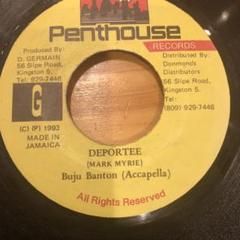 Penthouse
RECORDS
Produced By:
D. GERMAIN
56 Slipe Road,
Kingston 5.
Tel: 929-7446
Distributed By:
Donmonds
Distributors
56 Slipe Road,
Kingston 5.
Tel:
(809) 929-7446
G
(C) (P) 1993
MADE IN
JAMAICA
DEPORTEE
(MARK MYRIE)
Buju Banton (Accapella)
All Rights Reserved